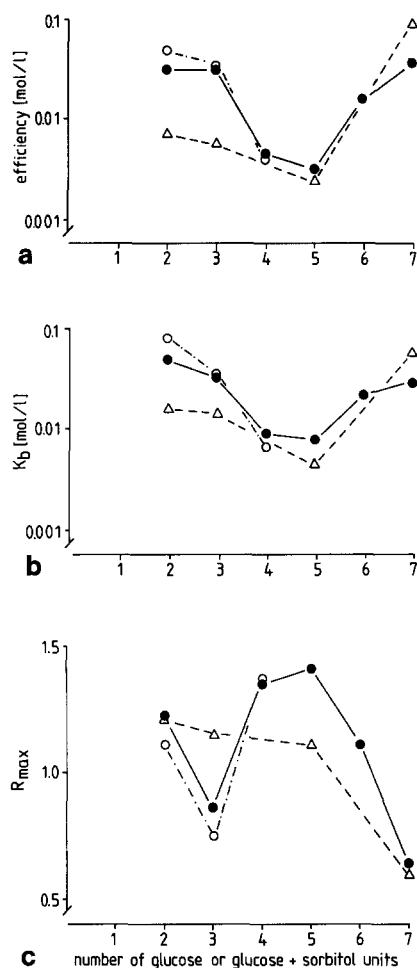 0.1
efficiency [mol/l]
0.01
0.001
a
1 2 3 4 5 6 7
0.1
K_b [mol/l]
0.01
0.001
b
1 2 3 4 5 6 7
1.5
R_max
1.0
0.5
1 2 3 4 5 6 7
c number of glucose or glucose + sorbitol units